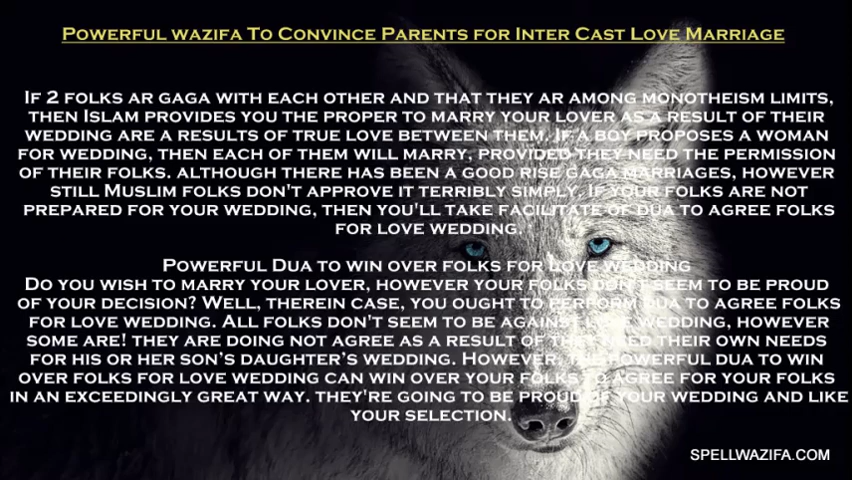 Powerful wazifa To Convince Parents for Inter Cast Love Marriage
If 2 folks ar gaga with each other and that they ar among monotheism limits,
then Islam provides you the proper to marry your lover as a result of their
wedding are a results of true love between them. If a boy proposes a woman
for wedding, then each of them will marry, provided they need the permission
of their folks. although there has been a good rise gaga marriages, however
still Muslim folks don't approve it terribly simply. If your folks are not
prepared for your wedding, then you'll take facilitate of dua to agree folks
for love wedding.
Powerful Dua to win over folks for love wedding
Do you wish to marry your lover, however your folks don't seem to be proud
of your decision? Well, therein case, you ought to perform dua to agree folks
for love wedding. All folks don't seem to be against love wedding, however
some are! they are doing not agree as a result of they need their own needs
for his or her son's daughter's wedding. However, the powerful dua to win
over folks for love wedding can win over your folks to agree for your folks
in an exceedingly great way. they're going to be proud of your wedding and like
your selection.
SPELLWAZIFA.COM